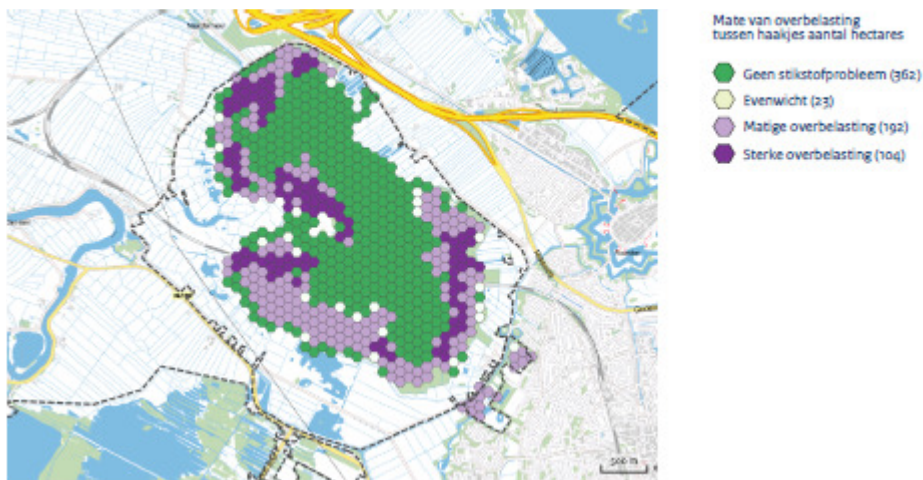 Mate van overbelasting
tussen haakjes aantal hectares
Geen stikstofprobleem (362)
Evenwicht (23)
Matige overbelasting (192)
Sterke overbelasting (104)
500 m